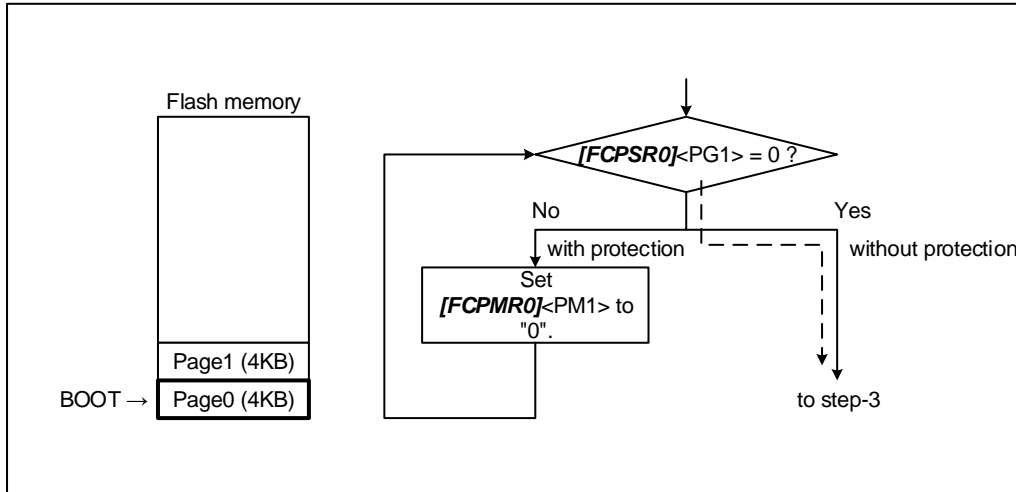 Flash memory
Page1 (4KB)
BOOT → Page0 (4KB)
[FCPSR0]<PG1> = 0 ?
No
Yes
with protection
without protection
Set
[FCPMR0]<PM1> to
"0".
to step-3